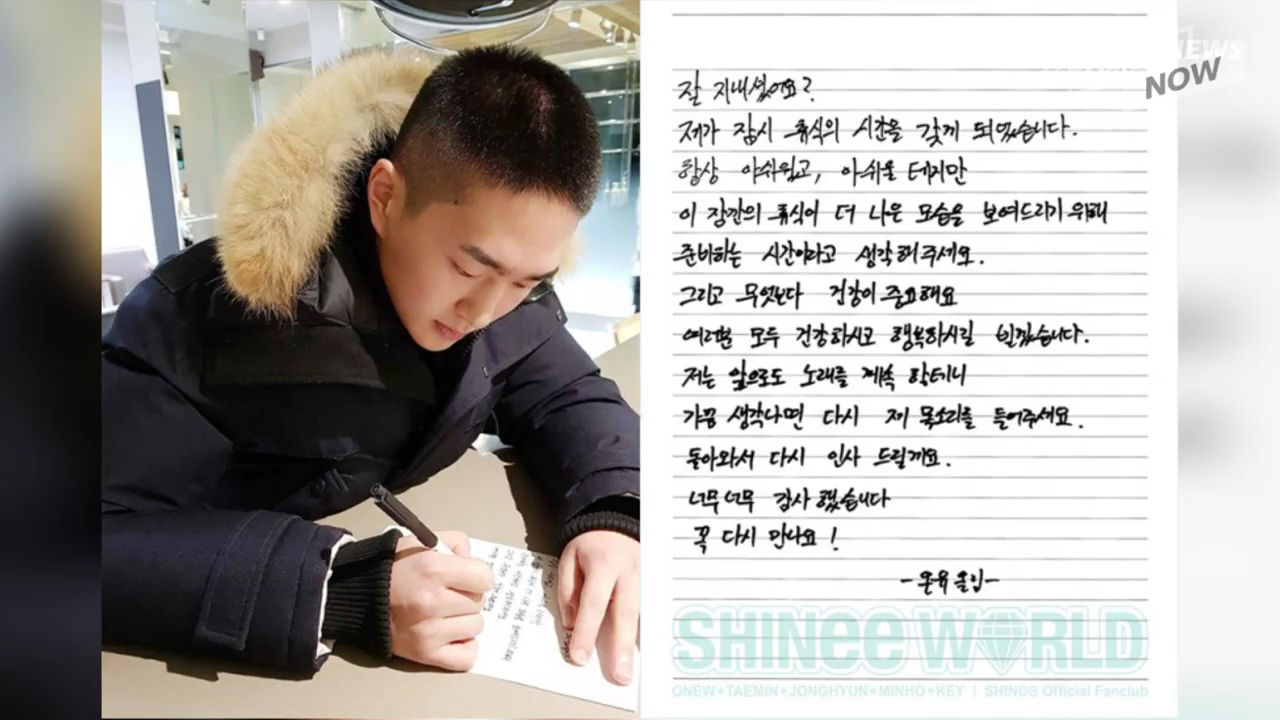 NEWS
NOW
잘 지내셨어요?
제가 잠시 휴식의 시간을 갖게 되었습니다.
항상 아쉬웠고, 아쉬울 테지만
이 잠깐의 휴식이 더 나은 모습을 보여드리기 위해
준비하는 시간이라고 생각해주세요.
그리고 무엇보다 건강이 중요해요
여러분 모두 건강하시고 행복하시길 빌겠습니다.
저는 앞으로도 노래를 계속 할테니
가끔 생각나면 다시 제 목소리를 들어주세요.
돌아와서 다시 인사 드릴게요.
너무너무 감사했습니다
꼭 다시 만나요!
-온유 올림-
SHINee WORLD
ONEW+TAEMIN+JONGHYUN+MINHO+KEY | SHINee Official Fanclub